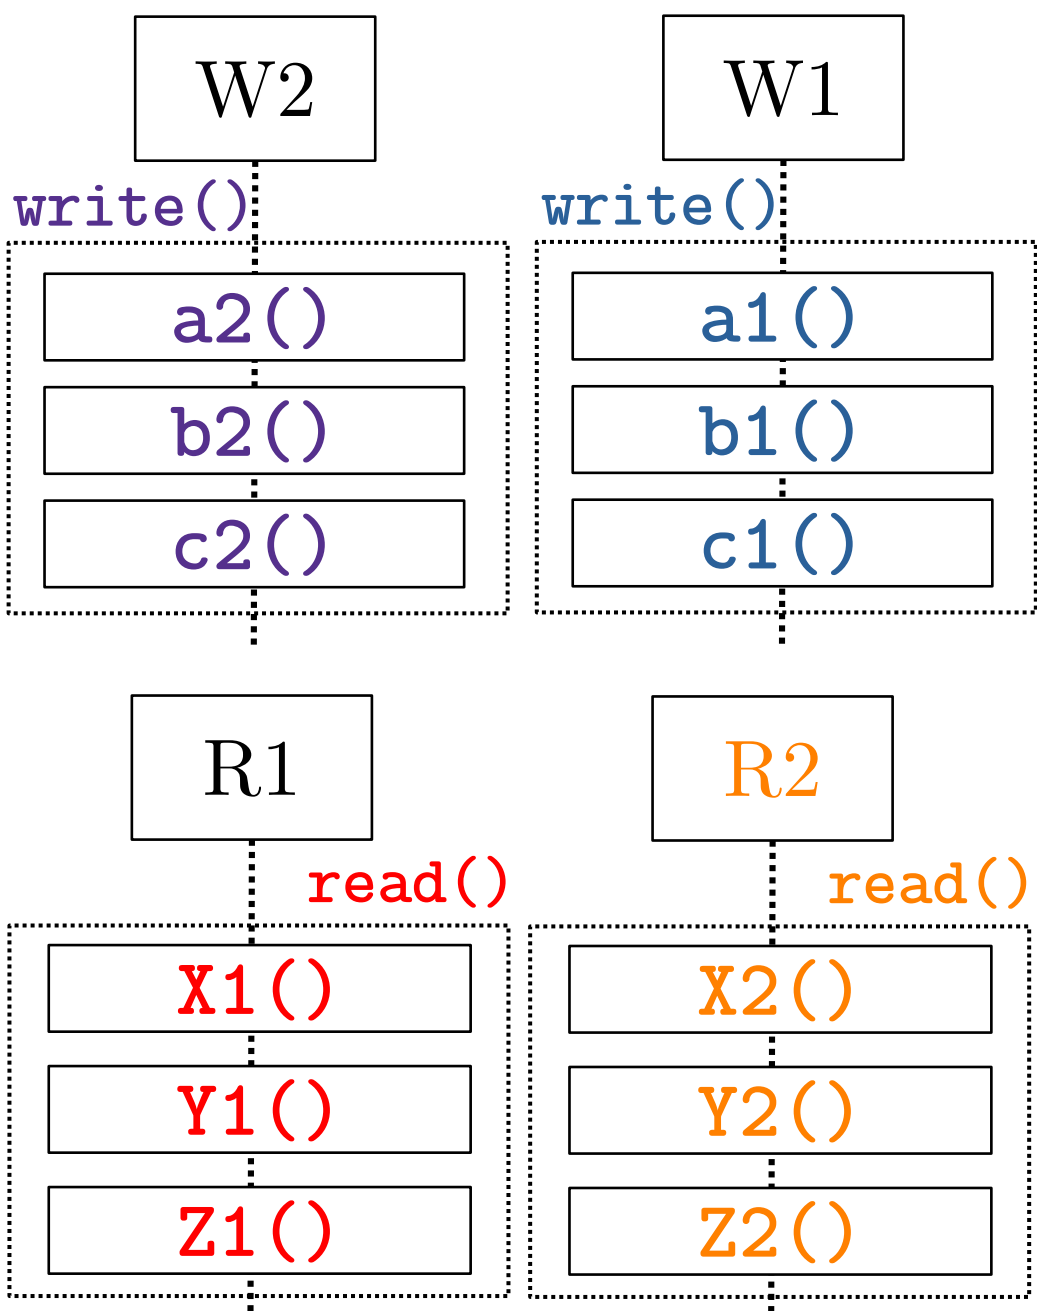 W2
write()
a2()
b2()
c2()
W1
write()
a1()
b1()
c1()
R1
read()
X1()
Y1()
Z1()
R2
read()
X2()
Y2()
Z2()